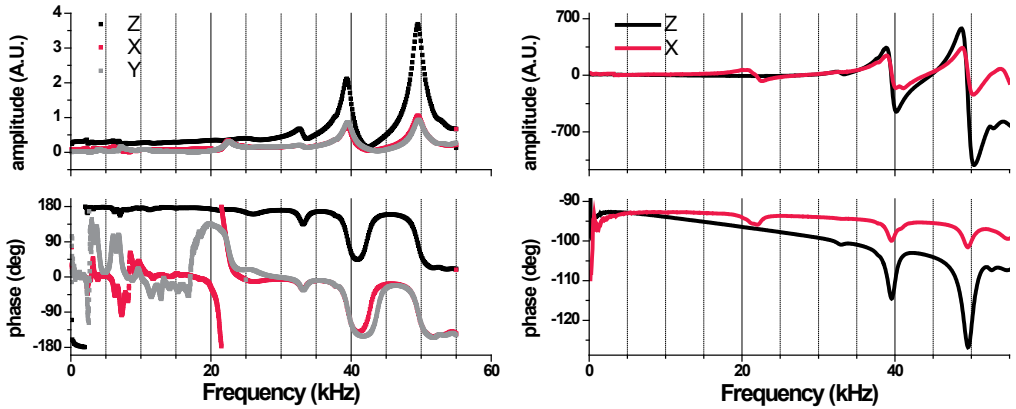 amplitude (A.U.)
4
3
2
1
0
Z
X
Y
phase (deg)
180
90
0
-90
-180
0
20
40
60
Frequency (kHz)
amplitude (A.U.)
700
0
-700
Z
X
phase (deg)
-90
-100
-110
-120
0
20
40
Frequency (kHz)